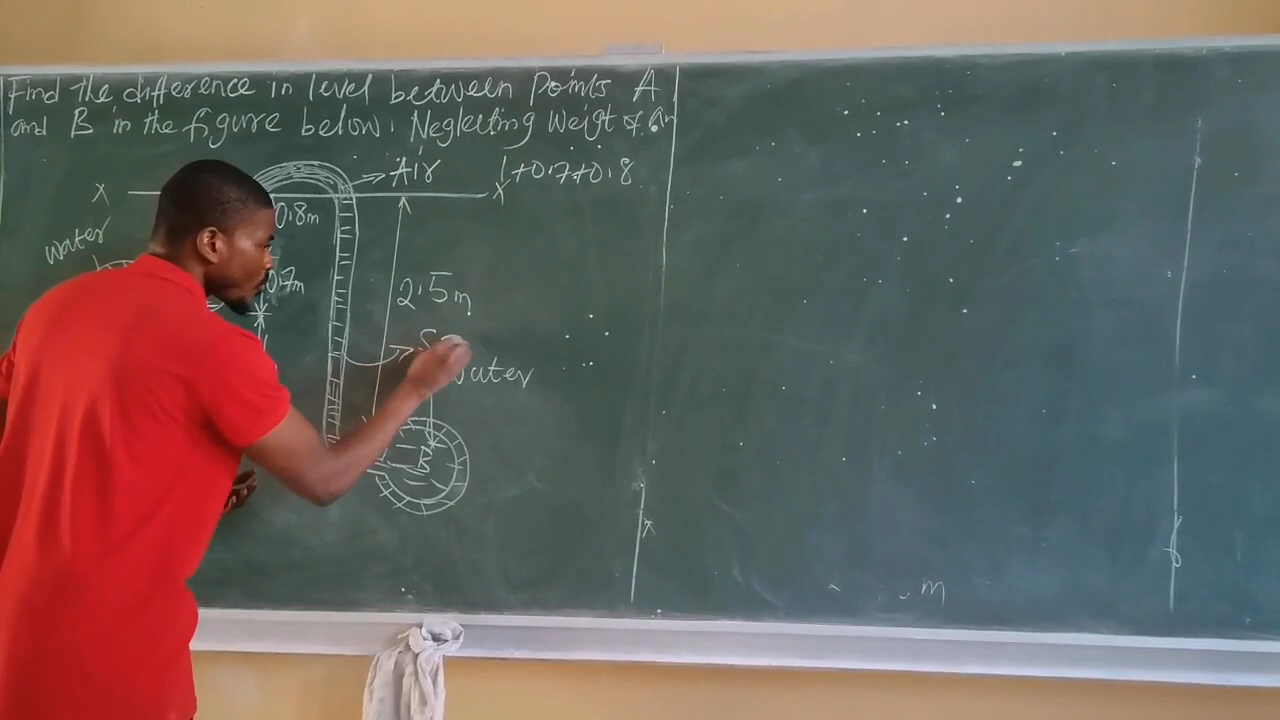 Find the difference in level between Points A
and B in the figure below. Neglecting Weigt of Air
Air
1+0.7+0.8
X
X
0.8m
water
0.7m
2.5m
water
B
m